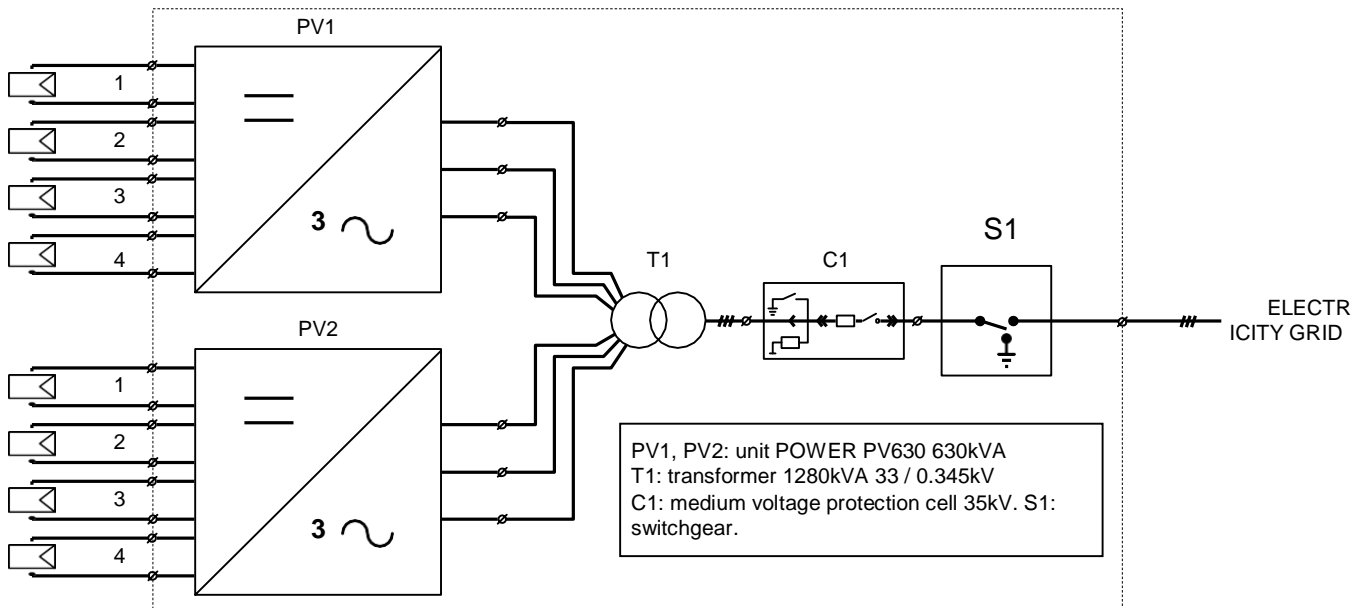 PV1
1
2
3
4
3
T1
C1
S1
ELECTR
ICITY GRID
PV2
1
2
3
4
3
PV1, PV2: unit POWER PV630 630kVA
T1: transformer 1280kVA 33 / 0.345kV
C1: medium voltage protection cell 35kV. S1:
switchgear.